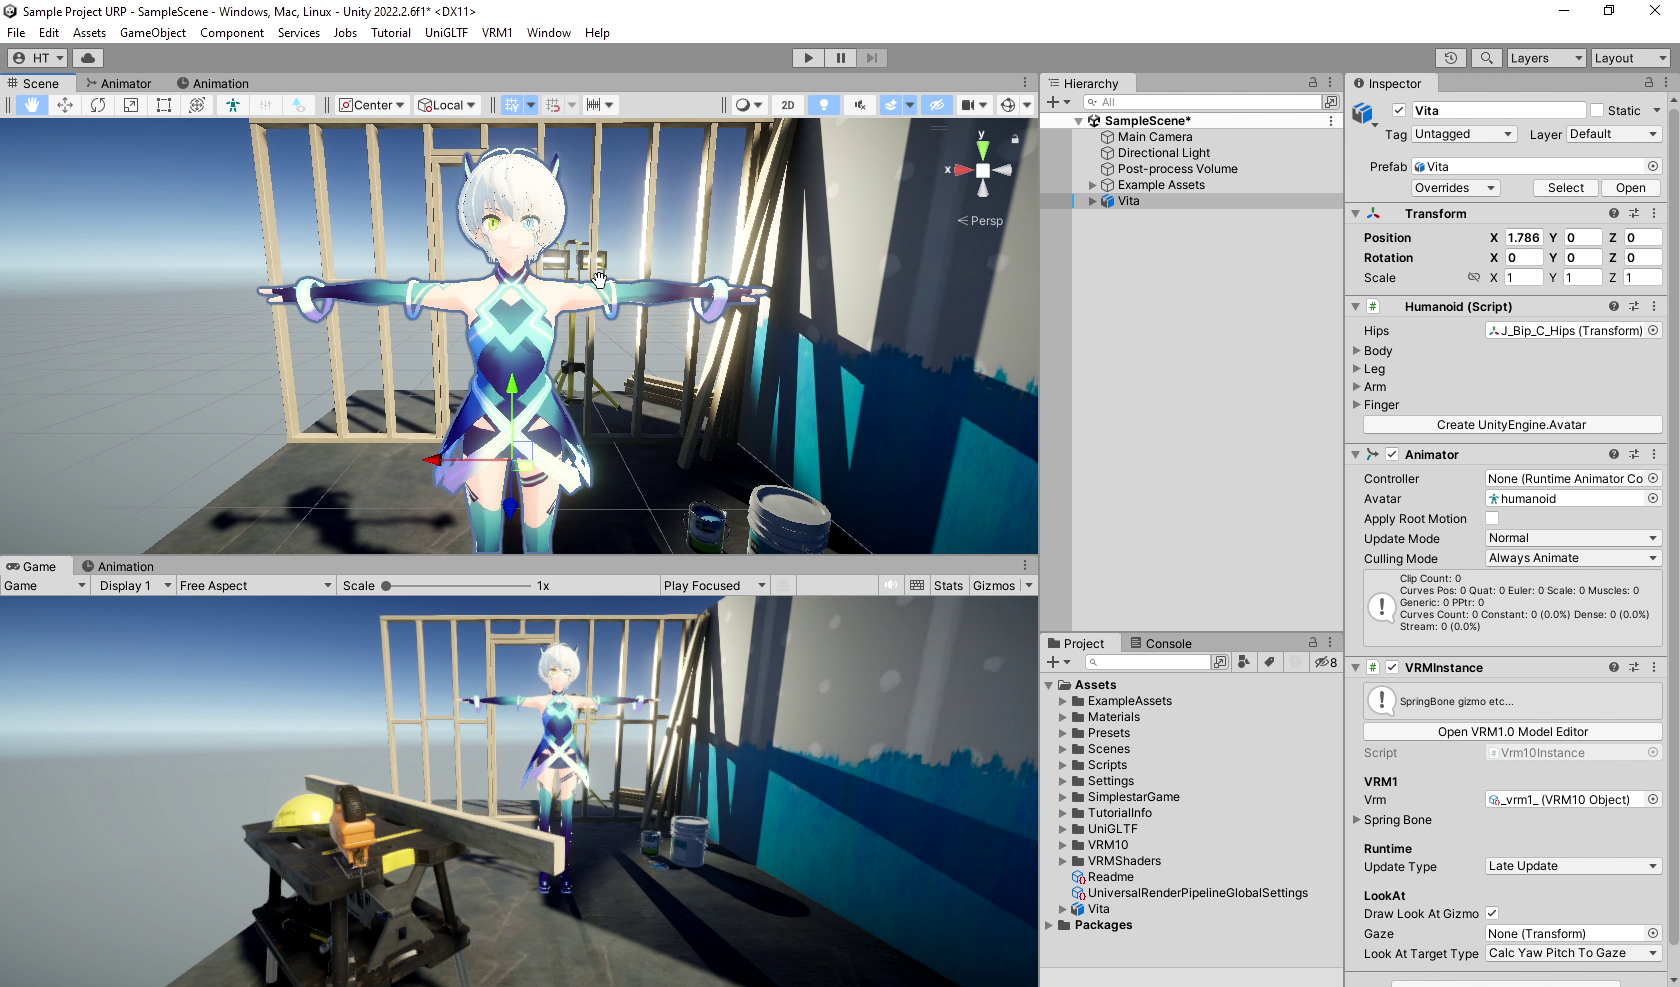 Sample Project URP - SampleScene - Windows, Mac, Linux - Unity 2022.2.6f1* <DX11>
File Edit Assets GameObject Component Services Jobs Tutorial UniGLTF VRM1 Window Help
HT Layers Layout
Scene Animator Animation
Center Local 2D
y
x
Persp
Game Animation
Game Display 1 Free Aspect Scale 1x Play Focused Stats Gizmos
Hierarchy
All
SampleScene*
Main Camera
Directional Light
Post-process Volume
Example Assets
Vita
Project Console
8
Assets
ExampleAssets
Materials
Presets
Scenes
Scripts
Settings
SimplestarGame
TutorialInfo
UniGLTF
VRM10
VRMShaders
Readme
UniversalRenderPipelineGlobalSettings
Vita
Packages
Inspector
Vita Static
Tag Untagged Layer Default
Prefab Vita
Overrides Select Open
Transform
Position X 1.786 Y 0 Z 0
Rotation X 0 Y 0 Z 0
Scale X 1 Y 1 Z 1
# Humanoid (Script)
Hips J_Bip_C_Hips (Transform)
Body
Leg
Arm
Finger
Create UnityEngine.Avatar
Animator
Controller None (Runtime Animator Co
Avatar humanoid
Apply Root Motion
Update Mode Normal
Culling Mode Always Animate
Clip Count: 0
Curves Pos: 0 Quat: 0 Euler: 0 Scale: 0 Muscles: 0
Generic: 0 PPtr: 0
Curves Count: 0 Constant: 0 (0.0%) Dense: 0 (0.0%)
Stream: 0 (0.0%)
# VRMInstance
SpringBone gizmo etc...
Open VRM1.0 Model Editor
Script # Vrm10Instance
VRM1
Vrm _vrm1_ (VRM10 Object)
Spring Bone
Runtime
Update Type Late Update
LookAt
Draw Look At Gizmo
Gaze None (Transform)
Look At Target Type Calc Yaw Pitch To Gaze